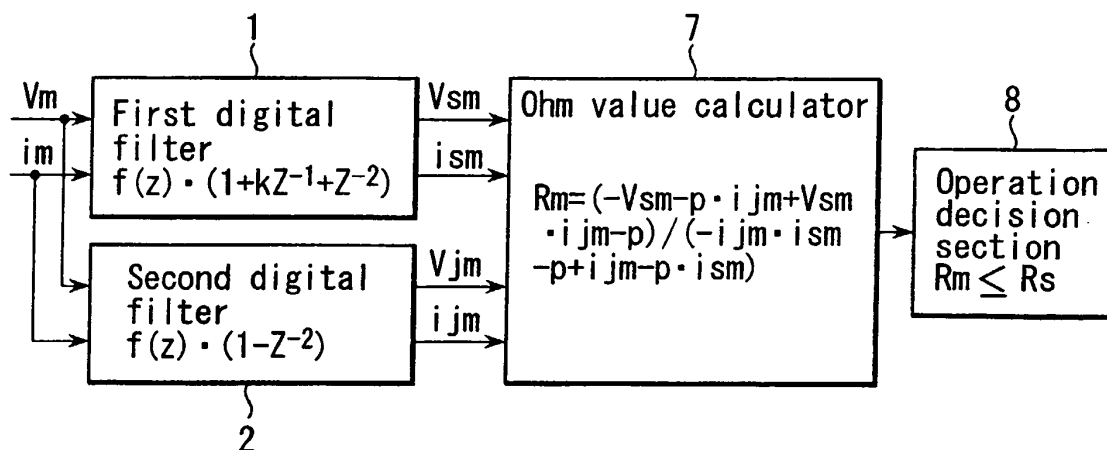 1
Vm
im
First digital
filter
f(z)·(1+kZ⁻¹+Z⁻²)
Vsm
ism
Second digital
filter
f(z)·(1-Z⁻²)
Vjm
ijm
2
7
Ohm value calculator
Rm=(-Vsm-p·ijm+Vsm
·ijm-p)/(-ijm·ism
-p+ijm-p·ism)
8
Operation
decision
section
Rm≤Rs